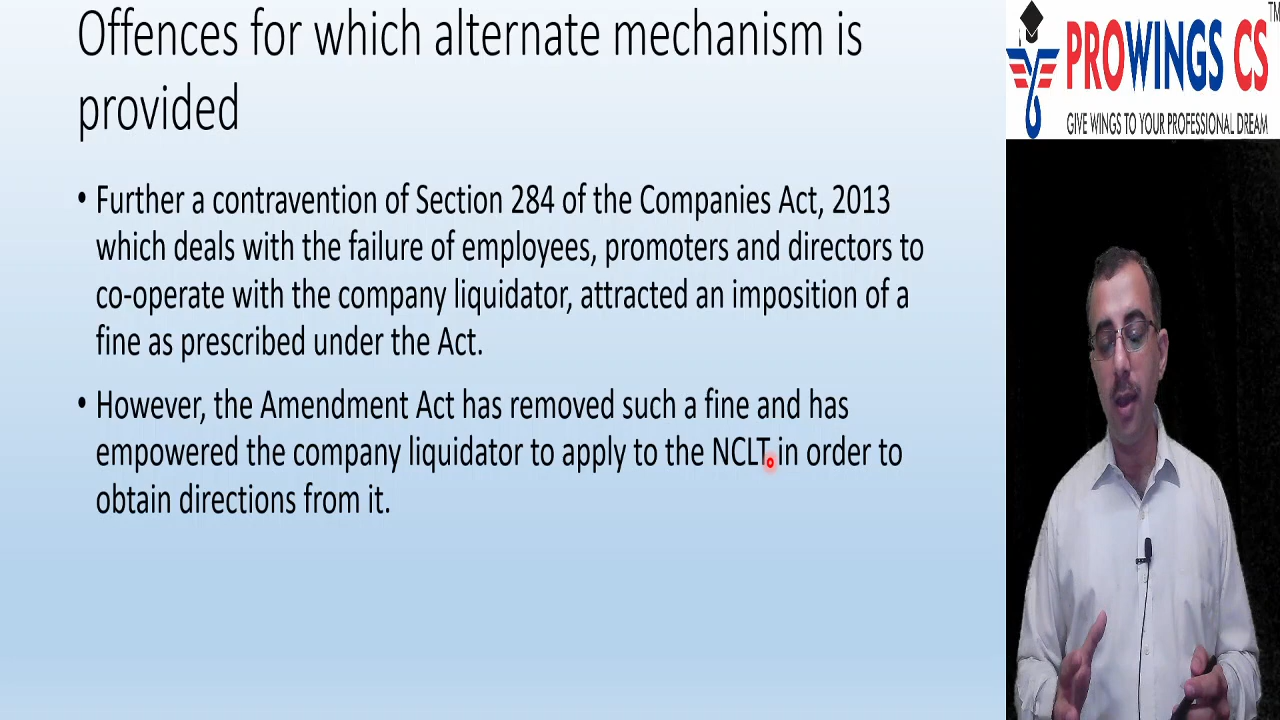 Offences for which alternate mechanism is
provided
• Further a contravention of Section 284 of the Companies Act, 2013
which deals with the failure of employees, promoters and directors to
co-operate with the company liquidator, attracted an imposition of a
fine as prescribed under the Act.
• However, the Amendment Act has removed such a fine and has
empowered the company liquidator to apply to the NCLT in order to
obtain directions from it.
PROWINGS CS
TM
GIVE WINGS TO YOUR PROFESSIONAL DREAM